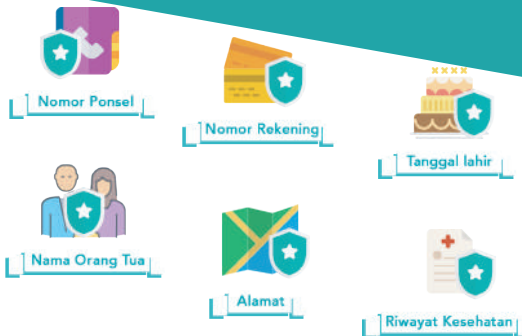 Nomor Ponsel
Nomor Rekening
Tanggal lahir
Nama Orang Tua
Alamat
Riwayat Kesehatan